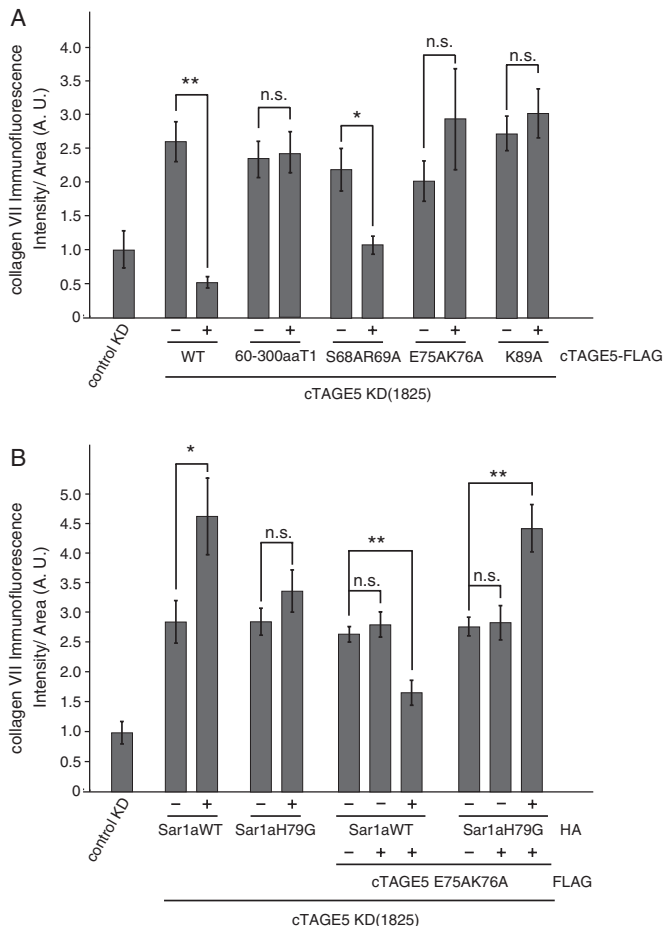 A
collagen VII Immunofluorescence
Intensity/ Area (A. U.)
4.0
3.5
3.0
2.5
2.0
1.5
1.0
0.5
0
** n.s. * n.s. n.s.
control KD
− + − + − + − + − +
WT 60-300aaT1 S68AR69A E75AK76A K89A cTAGE5-FLAG
cTAGE5 KD(1825)
B
collagen VII Immunofluorescence
Intensity/ Area (A. U.)
5.0
4.5
4.0
3.5
3.0
2.5
2.0
1.5
1.0
0.5
0
* n.s. ** n.s. ** n.s.
control KD
− + − + − − + − − +
Sar1aWT Sar1aH79G Sar1aWT Sar1aH79G HA
− + + − + +
cTAGE5 E75AK76A FLAG
cTAGE5 KD(1825)